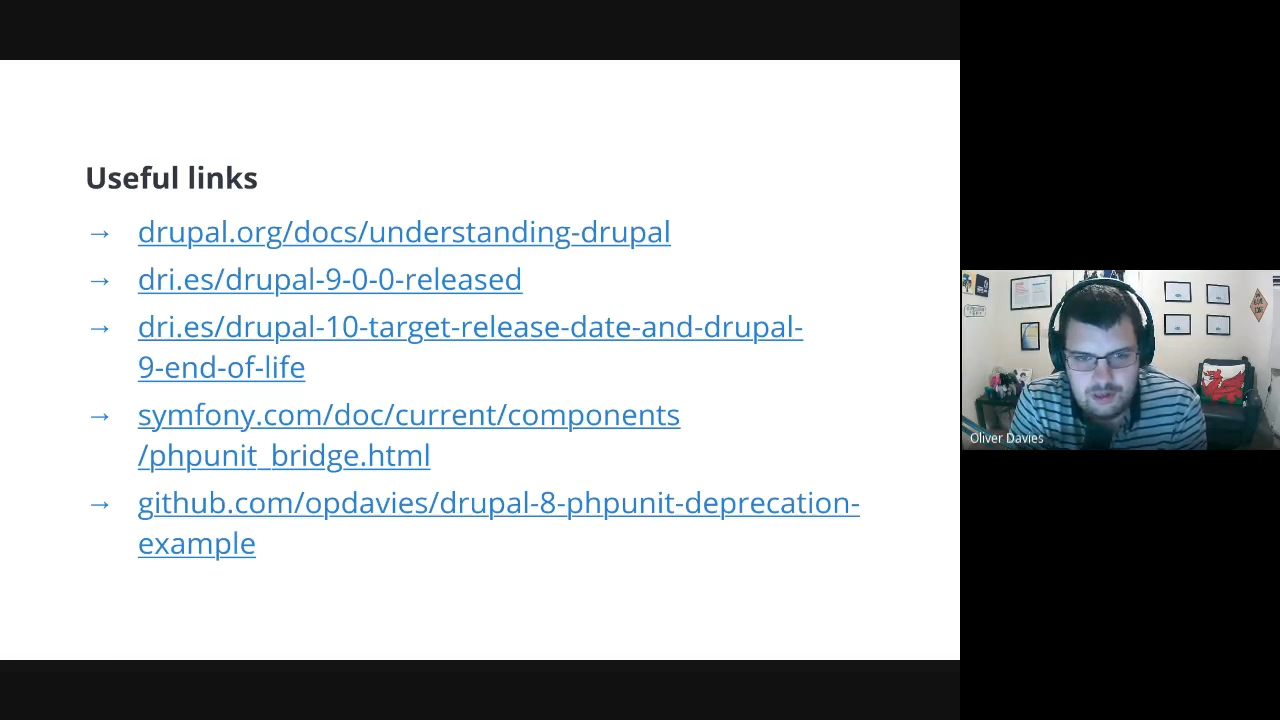 Useful links
→ drupal.org/docs/understanding-drupal
→ dri.es/drupal-9-0-0-released
→ dri.es/drupal-10-target-release-date-and-drupal-
9-end-of-life
→ symfony.com/doc/current/components
/phpunit_bridge.html
→ github.com/opdavies/drupal-8-phpunit-deprecation-
example
Oliver Davies